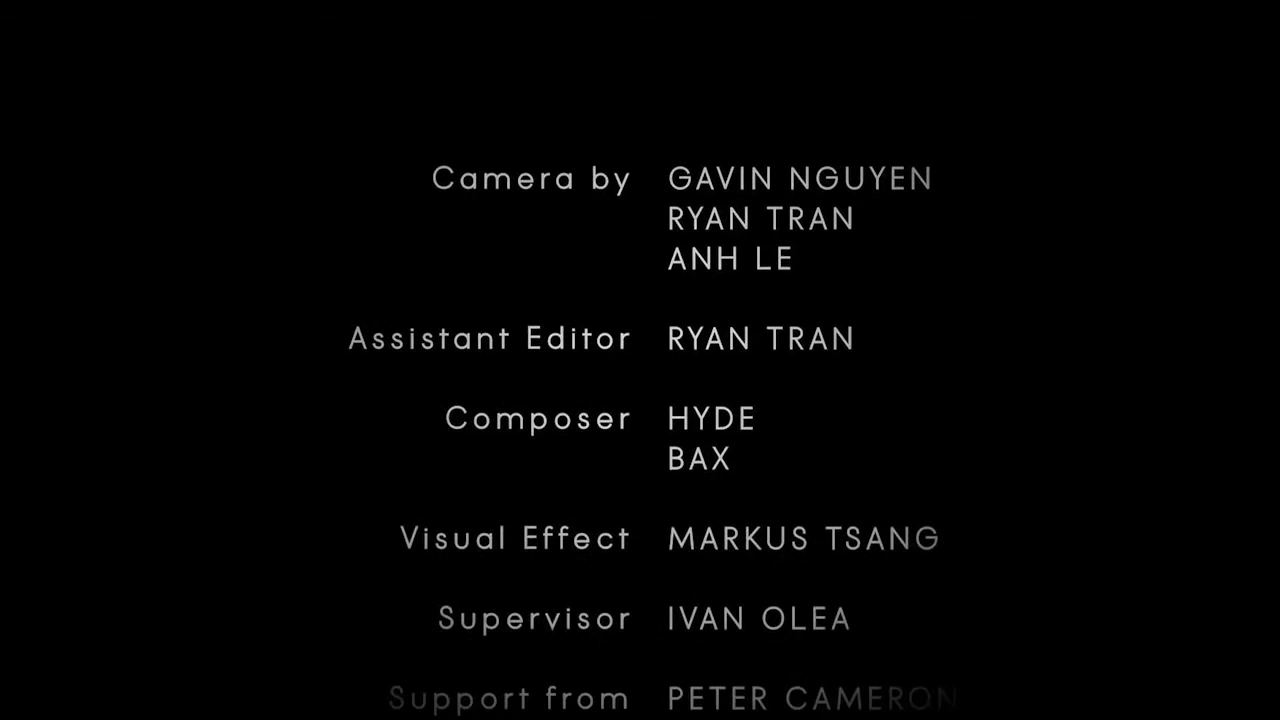 Camera by GAVIN NGUYEN
RYAN TRAN
ANH LE
Assistant Editor RYAN TRAN
Composer HYDE
BAX
Visual Effect MARKUS TSANG
Supervisor IVAN OLEA
Support from PETER CAMERON